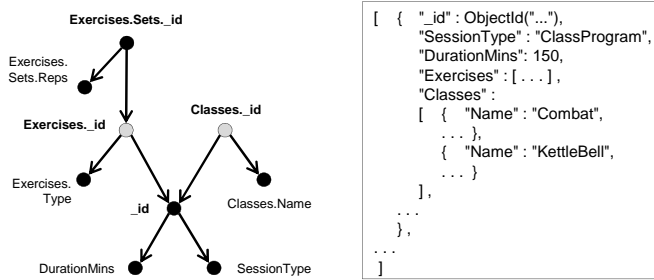 Exercises.Sets._id
Exercises.
Sets.Reps
Exercises._id
Classes._id
Exercises.
Type
_id
Classes.Name
DurationMins
SessionType
[ { "_id" : ObjectId("..."),
"SessionType" : "ClassProgram",
"DurationMins": 150,
"Exercises" : [ . . . ] ,
"Classes" :
[ { "Name" : "Combat",
. . . },
{ "Name" : "KettleBell",
. . . }
] ,
. . .
} ,
. . .
]